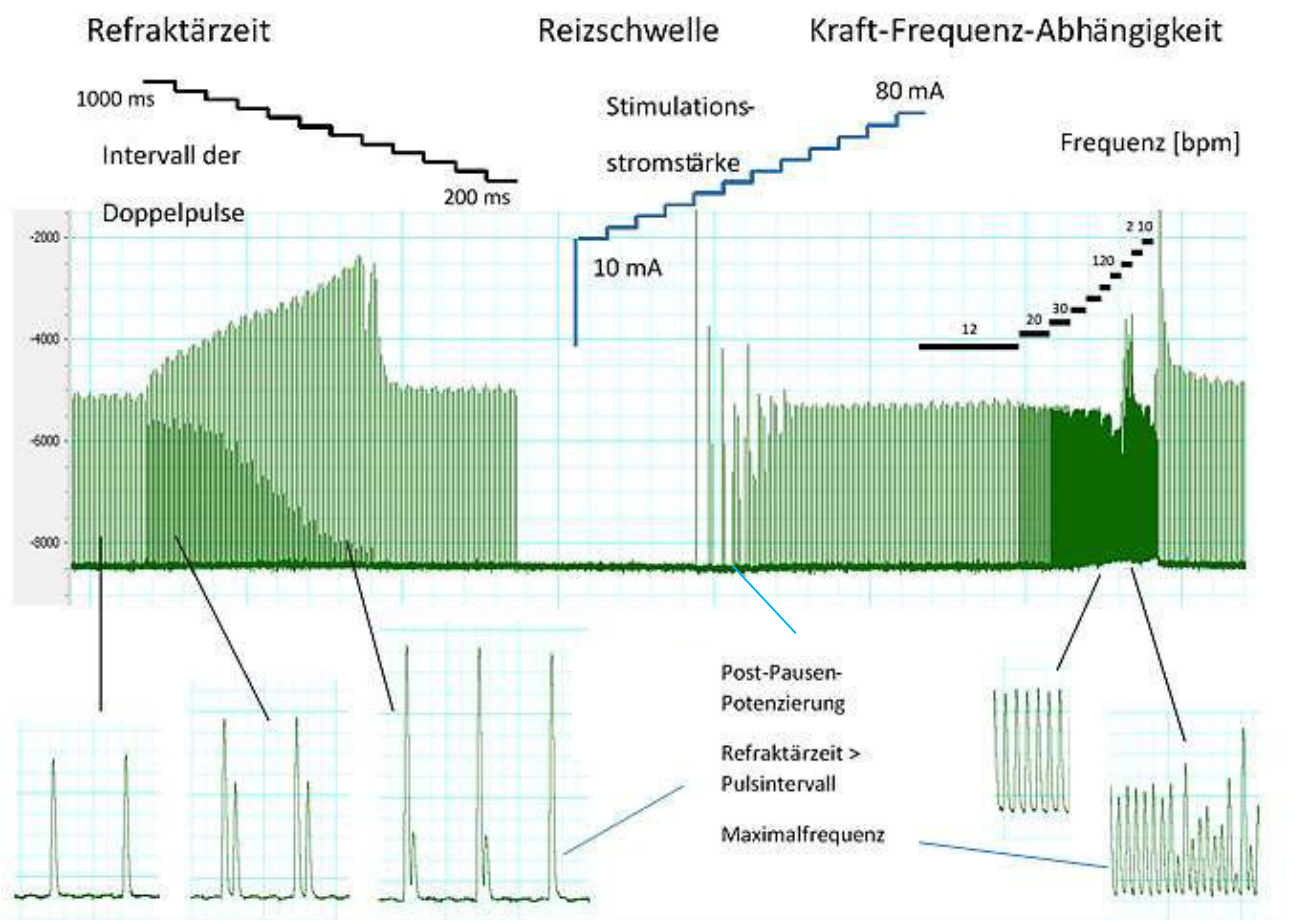 Refraktärzeit
Reizschwelle
Kraft-Frequenz-Abhängigkeit
1000 ms
Intervall der
Doppelpulse
200 ms
Stimulations-
stromstärke
80 mA
10 mA
Frequenz [bpm]
12
20
30
120
2 10
-2000
-4000
-6000
-8000
Post-Pausen-
Potenzierung
Refraktärzeit >
Pulsintervall
Maximalfrequenz